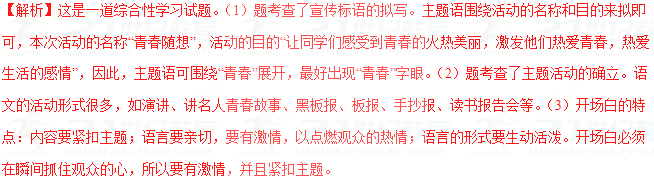 【解析】这是一道综合性学习试题。（1）题考查了宣传标语的拟写。主题语围绕活动的名称和目的来拟即
可，本次活动的名称“青春随想”，活动的目的“让同学们感受到青春的火热美丽，激发他们热爱青春，热爱
生活的感情”，因此，主题语可围绕“青春”展开，最好出现“青春”字眼。（2）题考查了主题活动的确立。语
文的活动形式很多，如演讲、讲名人青春故事、黑板报、板报、手抄报、读书报告会等。（3）开场白的特
点：内容要紧扣主题；语言要亲切，要有激情，以点燃观众的热情；语言的形式要生动活泼。开场白必须
在瞬间抓住观众的心，所以要有激情，并且紧扣主题。